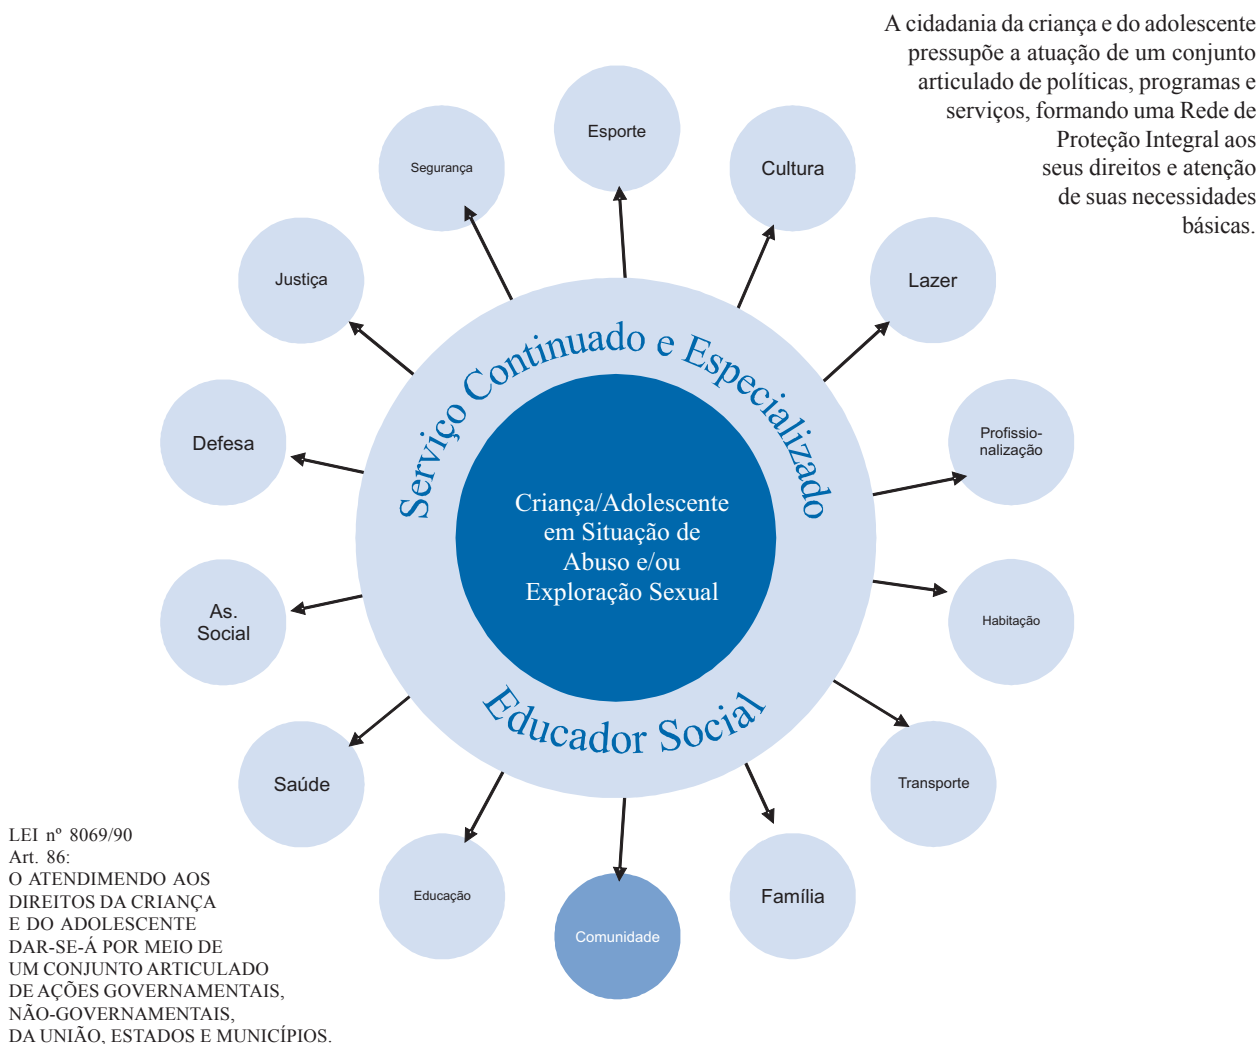 A cidadania da criança e do adolescente
pressupõe a atuação de um conjunto
articulado de políticas, programas e
serviços, formando uma Rede de
Proteção Integral aos
seus direitos e atenção
de suas necessidades
básicas.
Esporte
Segurança
Cultura
Justiça
Lazer
Serviço Continuado e Especializado
Defesa
Profissio-
nalização
Criança/Adolescente
em Situação de
Abuso e/ou
Exploração Sexual
As.
Social
Habitação
Educador Social
Saúde
Transporte
Educação
Família
Comunidade
LEI nº 8069/90
Art. 86:
O ATENDIMENDO AOS
DIREITOS DA CRIANÇA
E DO ADOLESCENTE
DAR-SE-Á POR MEIO DE
UM CONJUNTO ARTICULADO
DE AÇÕES GOVERNAMENTAIS,
NÃO-GOVERNAMENTAIS,
DA UNIÃO, ESTADOS E MUNICÍPIOS.